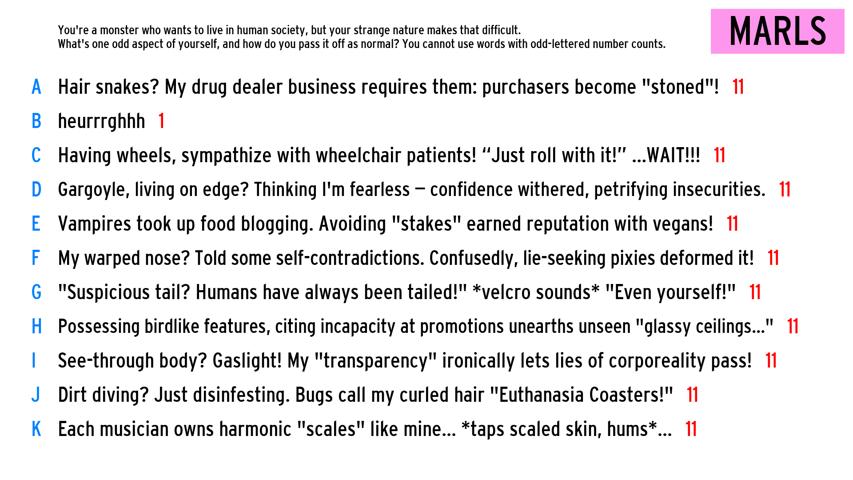 You're a monster who wants to live in human society, but your strange nature makes that difficult.
What's one odd aspect of yourself, and how do you pass it off as normal? You cannot use words with odd-lettered number counts.
MARLS
A Hair snakes? My drug dealer business requires them: purchasers become "stoned"! 11
B heurrrghhh 1
C Having wheels, sympathize with wheelchair patients! “Just roll with it!” ...WAIT!!! 11
D Gargoyle, living on edge? Thinking I'm fearless – confidence withered, petrifying insecurities. 11
E Vampires took up food blogging. Avoiding "stakes" earned reputation with vegans! 11
F My warped nose? Told some self-contradictions. Confusedly, lie-seeking pixies deformed it! 11
G "Suspicious tail? Humans have always been tailed!" *velcro sounds* "Even yourself!" 11
H Possessing birdlike features, citing incapacity at promotions unearths unseen "glassy ceilings..." 11
I See-through body? Gaslight! My "transparency" ironically lets lies of corporeality pass! 11
J Dirt diving? Just disinfesting. Bugs call my curled hair "Euthanasia Coasters!" 11
K Each musician owns harmonic "scales" like mine... *taps scaled skin, hums*... 11